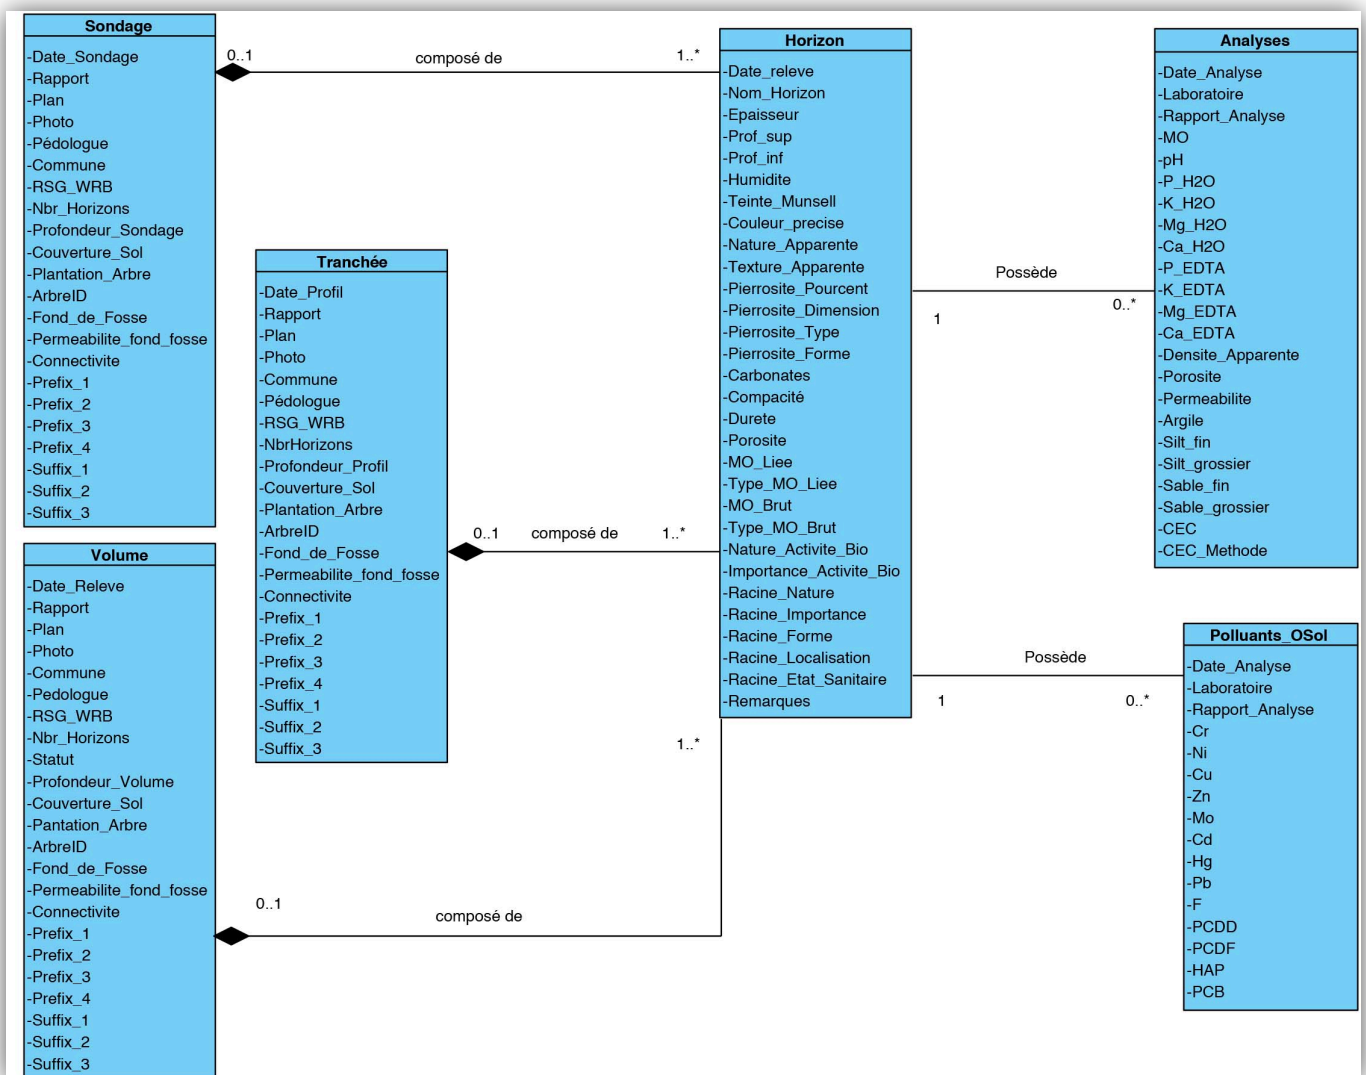 Sondage
-Date_Sondage
-Rapport
-Plan
-Photo
-Pédologue
-Commune
-RSG_WRB
-Nbr_Horizons
-Profondeur_Sondage
-Couverture_Sol
-Plantation_Arbre
-ArbreID
-Fond_de_Fosse
-Permeabilite_fond_fosse
-Connectivite
-Prefix_1
-Prefix_2
-Prefix_3
-Prefix_4
-Suffix_1
-Suffix_2
-Suffix_3
0..1
composé de
1..*
Tranchée
-Date_Profil
-Rapport
-Plan
-Photo
-Commune
-Pédologue
-RSG_WRB
-NbrHorizons
-Profondeur_Profil
-Couverture_Sol
-Plantation_Arbre
-ArbreID
-Fond_de_Fosse
-Permeabilite_fond_fosse
-Connectivite
-Prefix_1
-Prefix_2
-Prefix_3
-Prefix_4
-Suffix_1
-Suffix_2
-Suffix_3
0..1
composé de
1..*
Volume
-Date_Releve
-Rapport
-Plan
-Photo
-Commune
-Pedologue
-RSG_WRB
-Nbr_Horizons
-Statut
-Profondeur_Volume
-Couverture_Sol
-Pantation_Arbre
-ArbreID
-Fond_de_Fosse
-Permeabilite_fond_fosse
-Connectivite
-Prefix_1
-Prefix_2
-Prefix_3
-Prefix_4
-Suffix_1
-Suffix_2
-Suffix_3
0..1
composé de
1..*
Horizon
-Date_releve
-Nom_Horizon
-Epaisseur
-Prof_sup
-Prof_inf
-Humidite
-Teinte_Munsell
-Couleur_precise
-Nature_Apparente
-Texture_Apparente
-Pierrosite_Pourcent
-Pierrosite_Dimension
-Pierrosite_Type
-Pierrosite_Forme
-Carbonates
-Compacité
-Durete
-Porosite
-MO_Liee
-Type_MO_Liee
-MO_Brut
-Type_MO_Brut
-Nature_Activite_Bio
-Importance_Activite_Bio
-Racine_Nature
-Racine_Importance
-Racine_Forme
-Racine_Localisation
-Racine_Etat_Sanitaire
-Remarques
Possède
1
0..*
Analyses
-Date_Analyse
-Laboratoire
-Rapport_Analyse
-MO
-pH
-P_H2O
-K_H2O
-Mg_H2O
-Ca_H2O
-P_EDTA
-K_EDTA
-Mg_EDTA
-Ca_EDTA
-Densite_Apparente
-Porosite
-Permeabilite
-Argile
-Silt_fin
-Silt_grossier
-Sable_fin
-Sable_grossier
-CEC
-CEC_Methode
Possède
1
0..*
Polluants_OSol
-Date_Analyse
-Laboratoire
-Rapport_Analyse
-Cr
-Ni
-Cu
-Zn
-Mo
-Cd
-Hg
-Pb
-F
-PCDD
-PCDF
-HAP
-PCB